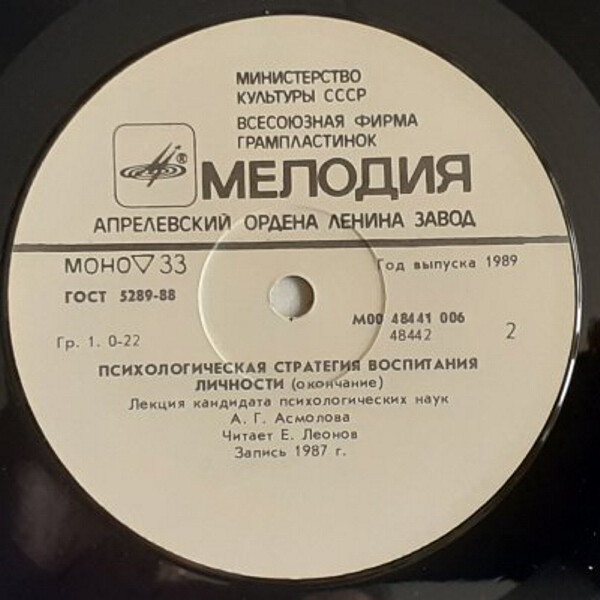 МИНИСТЕРСТВО
КУЛЬТУРЫ СССР
ВСЕСОЮЗНАЯ ФИРМА
ГРАМПЛАСТИНОК
®
МЕЛОДИЯ
АПРЕЛЕВСКИЙ ОРДЕНА ЛЕНИНА ЗАВОД
МОНО▽33
Год выпуска 1989
ГОСТ 5289-88
М00 48441 006
Гр. 1. 0-22
48442
2
ПСИХОЛОГИЧЕСКАЯ СТРАТЕГИЯ ВОСПИТАНИЯ
ЛИЧНОСТИ (окончание)
Лекция кандидата психологических наук
А. Г. Асмолова
Читает Е. Леонов
Запись 1987 г.